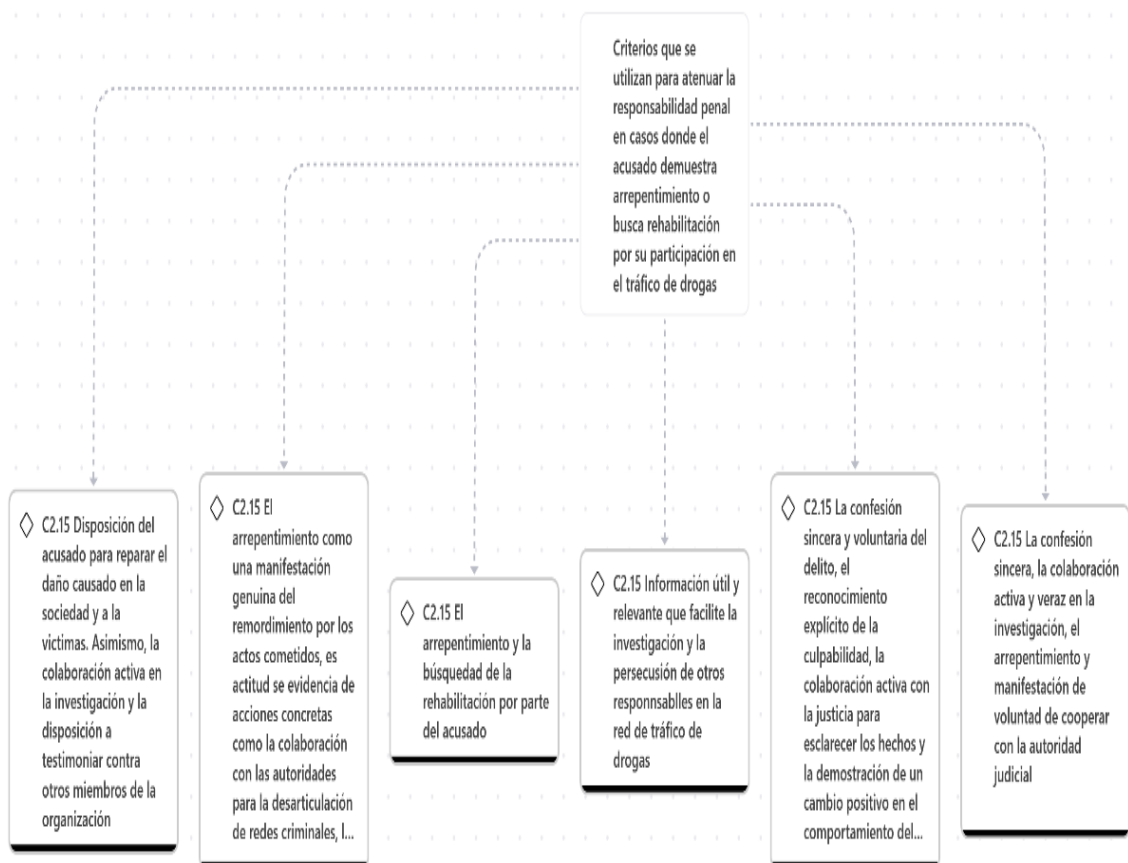 Criterios que se
utilizan para atenuar la
responsabilidad penal
en casos donde el
acusado demuestra
arrepentimiento o
busca rehabilitación
por su participación en
el tráfico de drogas
C2.15 Disposición del
acusado para reparar el
daño causado en la
sociedad y a la
victimas. Asimismo, la
colaboración activa en
la investigación y la
disposición a
testimoniar contra
otros miembros de la
organización
C2.15 El
arrepentimiento como
una manifestación
genuina del
remordimiento por los
actos cometidos, es
actitud se evidencia de
acciones concretas
como la colaboración
con las autoridades
para la desarticulación
de redes criminales, l...
C2.15 El
arrepentimiento y la
búsquedad de la
rehabilitación por parte
del acusado
C2.15 Información útil y
relevante que facilite la
investigación y la
persecusión de otros
responnsablles en la
red de tráfico de
drogas
C2.15 La confesión
sincera y voluntaria del
delito, el
reconocimiento
explícito de la
culpabilidad, la
colaboración activa con
la justicia para
esclarecer los hechos y
la demostración de un
cambio positivo en el
comportamiento del...
C2.15 La confesión
sincera, la colaboración
activa y veraz en la
investigación, el
arrepentimiento y
manifestación de
voluntad de cooperar
con la autoridad
judicial